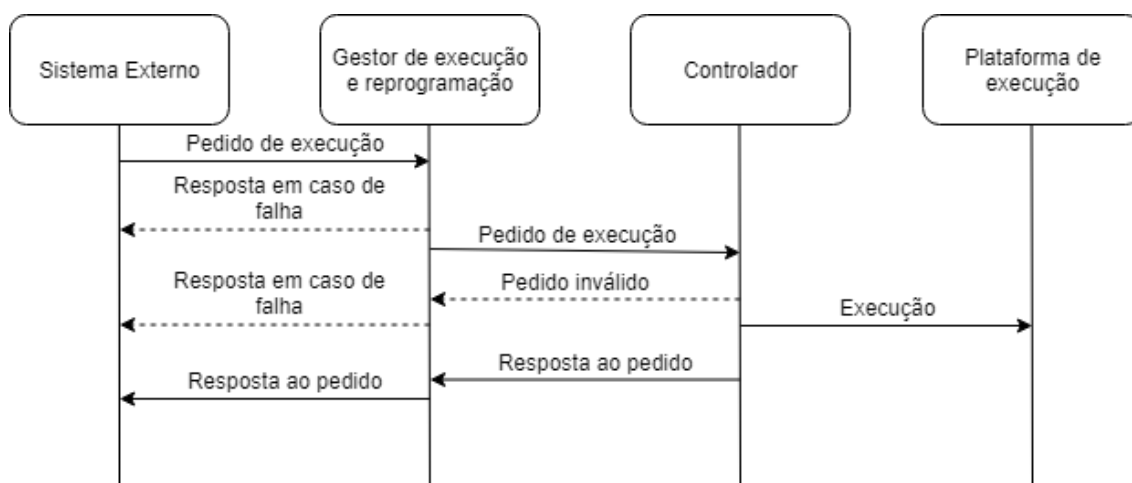 Sistema Externo
Gestor de execução
e reprogramação
Controlador
Plataforma de
execução
Pedido de execução
Resposta em caso de
falha
Pedido de execução
Pedido inválido
Resposta em caso de
falha
Execução
Resposta ao pedido
Resposta ao pedido